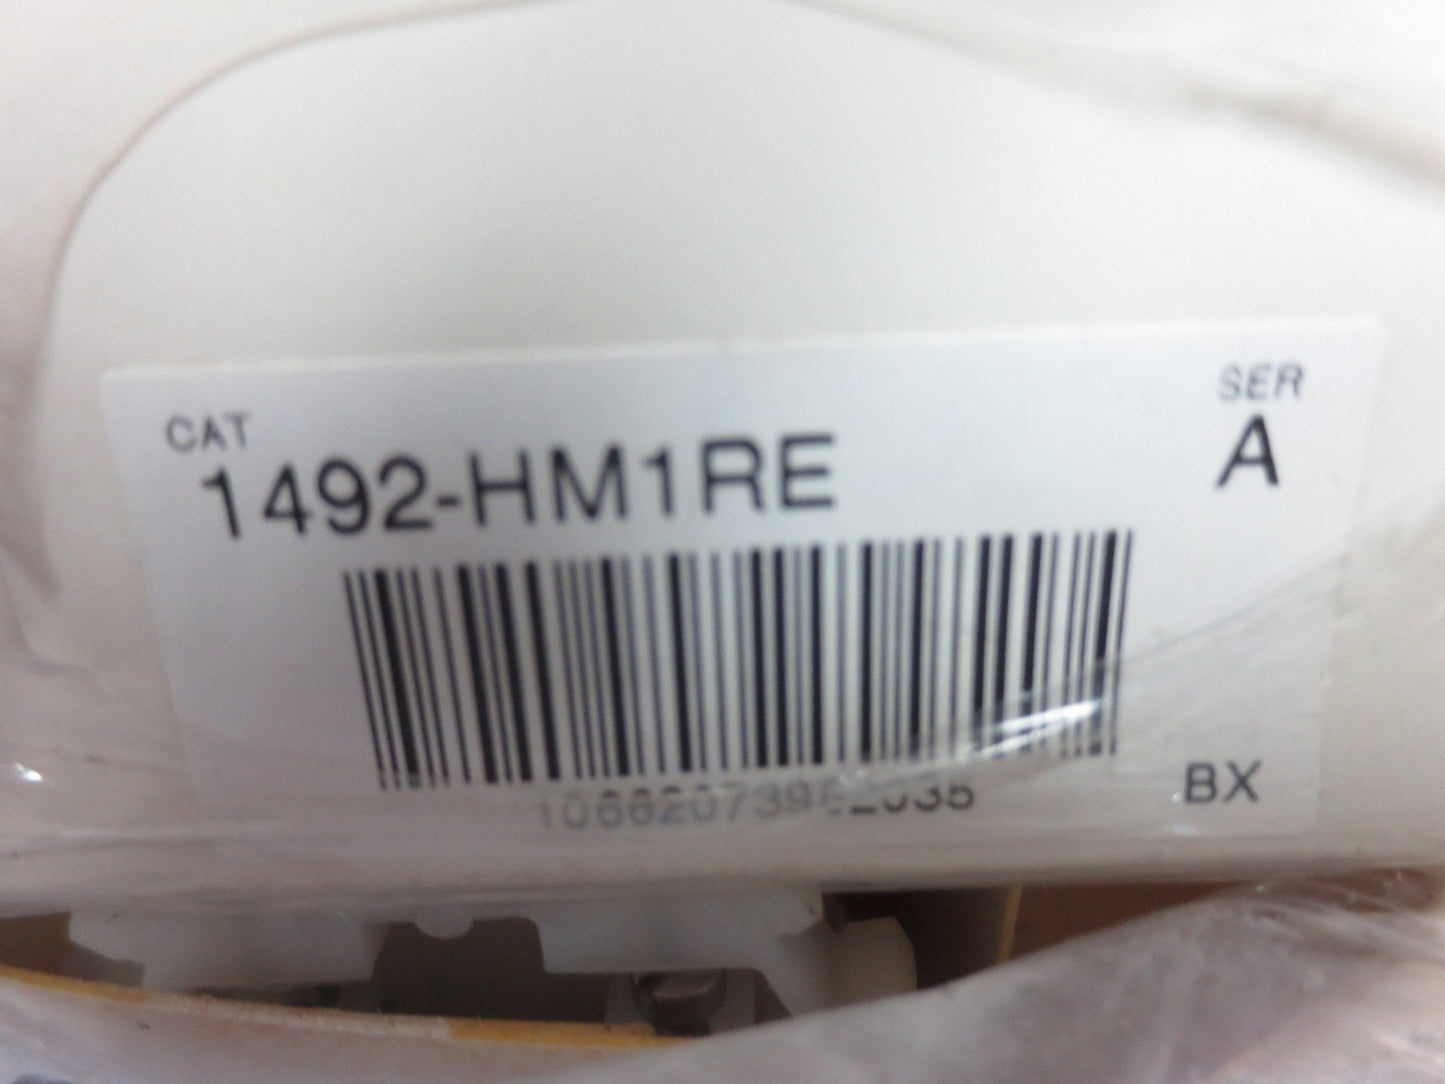 CAT
1492-HM1RE
SER
A
BX